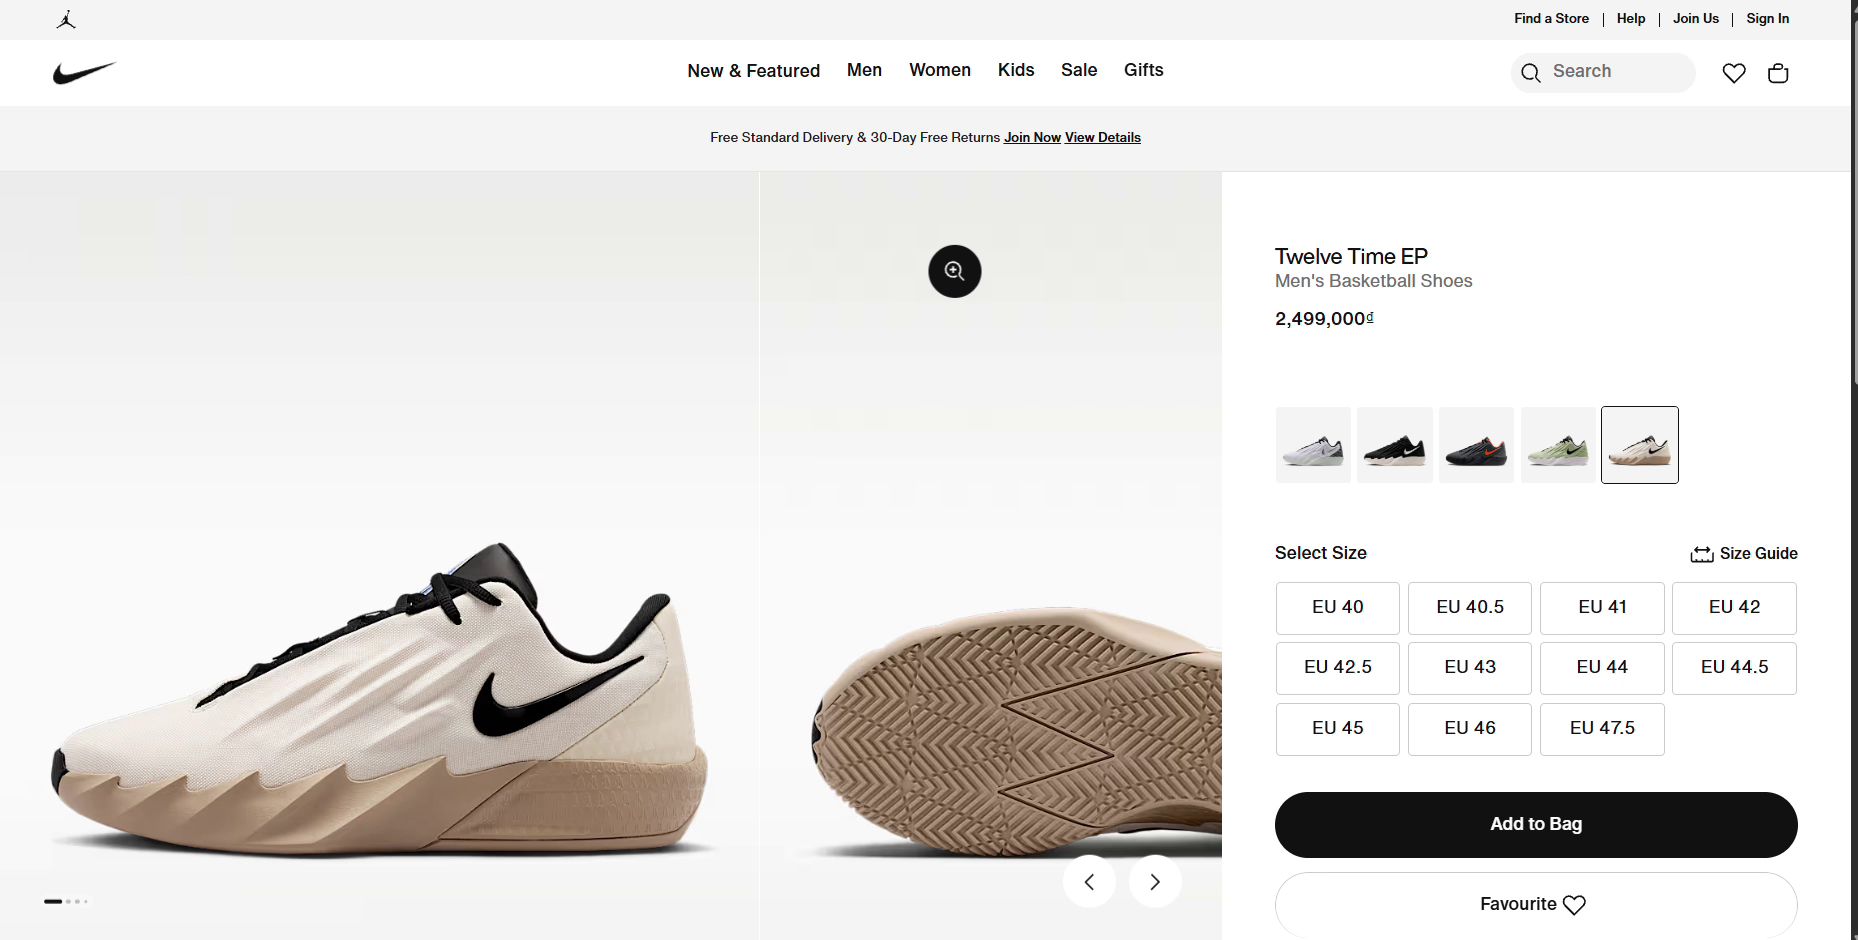 Find a Store | Help | Join Us | Sign In
New & Featured Men Women Kids Sale Gifts
Search
Free Standard Delivery & 30-Day Free Returns Join Now View Details
Twelve Time EP
Men's Basketball Shoes
2,499,000₫
Select Size
Size Guide
EU 40 EU 40.5 EU 41 EU 42
EU 42.5 EU 43 EU 44 EU 44.5
EU 45 EU 46 EU 47.5
Add to Bag
Favourite